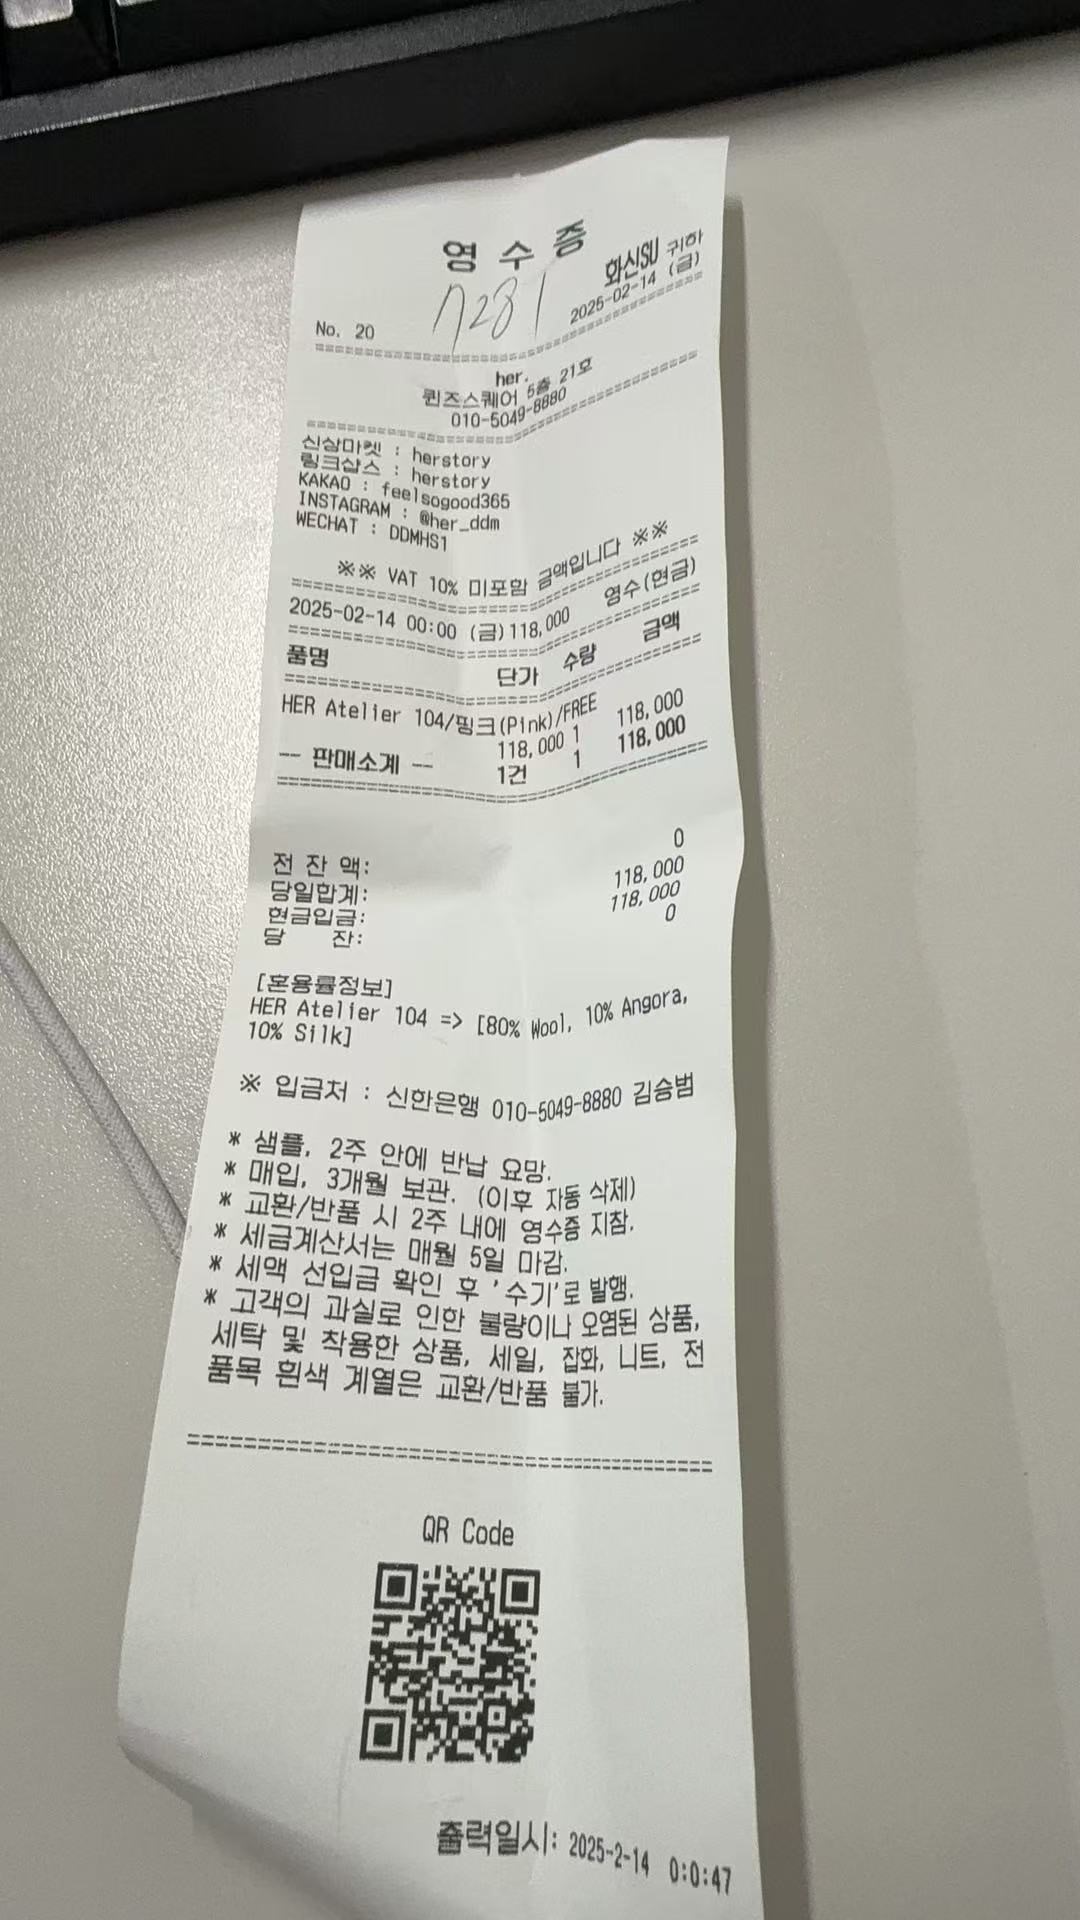 영 수 증
화신SU 귀하
2025-02-14 (금)
No. 20
her.
퀸즈스퀘어 5층 21호
010-5049-8880
신상마켓 : herstory
링크샵스 : herstory
KAKAO : feelsogood365
INSTAGRAM : @her_ddm
WECHAT : DDMHS1
※※ VAT 10% 미포함 금액입니다 ※※
2025-02-14 00:00 (금)118,000 영수(현금)
품명 단가 수량 금액
HER Atelier 104/핑크(Pink)/FREE
118,000 1 118,000
-- 판매소계 -- 1건 1 118,000
전 잔 액: 0
당일합계: 118,000
현금입금: 118,000
당 잔: 0
[혼용률정보]
HER Atelier 104 => [80% Wool, 10% Angora,
10% Silk]
※ 입금처 : 신한은행 010-5049-8880 김승범
* 샘플, 2주 안에 반납 요망.
* 매입, 3개월 보관. (이후 자동 삭제)
* 교환/반품 시 2주 내에 영수증 지참.
* 세금계산서는 매월 5일 마감.
* 세액 선입금 확인 후 '수기'로 발행.
* 고객의 과실로 인한 불량이나 오염된 상품,
세탁 및 착용한 상품, 세일, 잡화, 니트, 전
품목 흰색 계열은 교환/반품 불가.
QR Code
출력일시: 2025-2-14 0:0:47